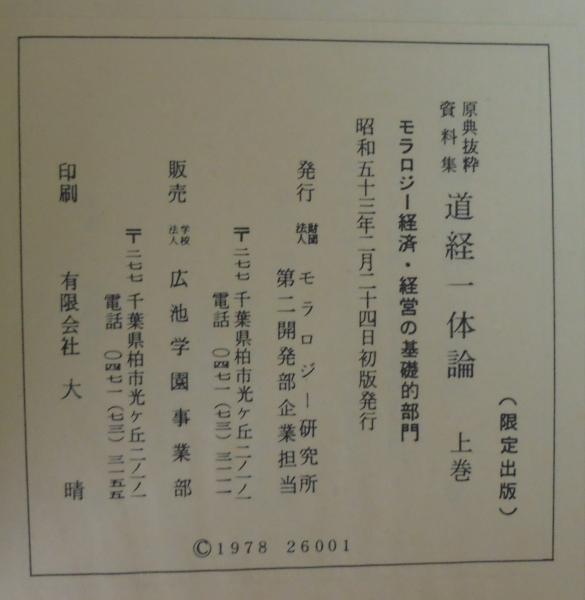 (限定出版)
原典抜粋
資料集
道経一体論 上巻
モラロジー経済・経営の基礎的部門
昭和五十三年二月二十四日初版発行
発行 財団法人 モラロジー研究所
第二開発部企業担当
〒二七七 千葉県柏市光ヶ丘二ノ一ノ一
電話 〇四七一(七三)三一一一
販売 学校法人 広池学園事業部
〒二七七 千葉県柏市光ヶ丘二ノ一ノ一
電話 〇四七一(七三)三一五五
印刷 有限会社 大晴
©1978 26001